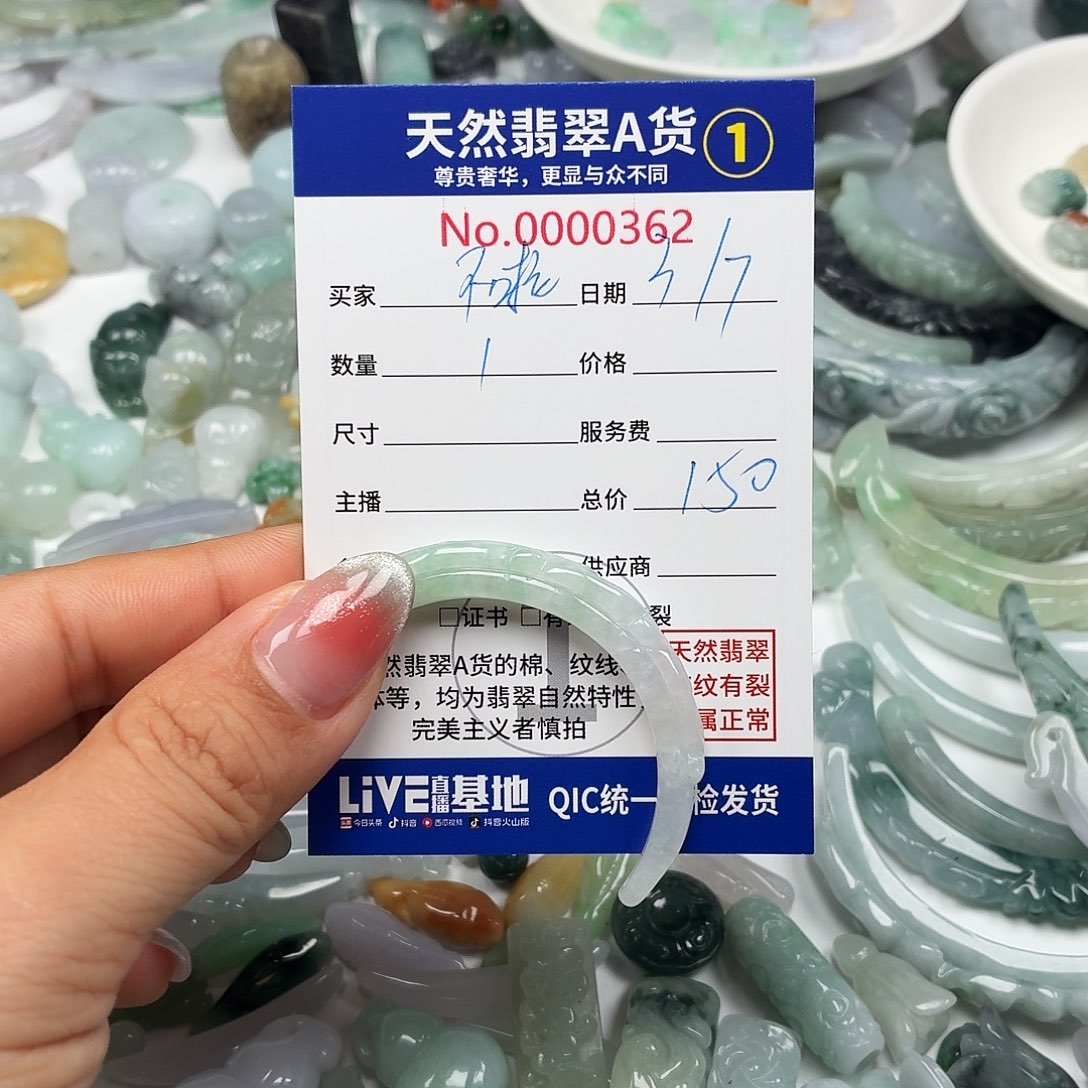 天然翡翠A货 1
尊贵奢华，更显与众不同
No.0000362
买家 日期 3/7
数量 1 价格
尺寸 服务费
主播 总价 150
供应商
□证书 □有 裂
然翡翠A货的棉、纹线
体等，均为翡翠自然特性，
完美主义者慎拍
天然翡翠
纹有裂
属正常
LiVE直播基地 QIC统一 检发货
今日头条 抖音 西瓜视频 抖音火山版